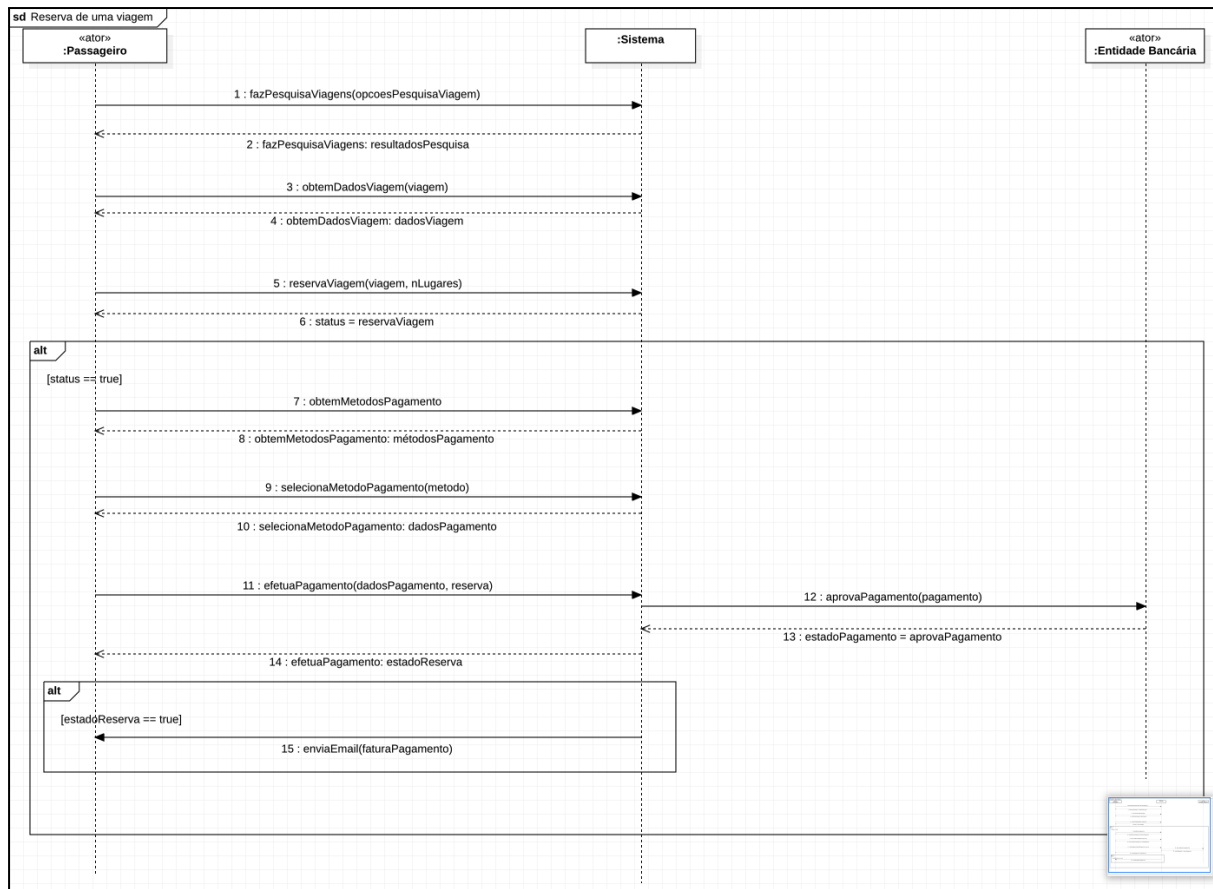 sd Reserva de uma viagem
«ator»
:Passageiro
:Sistema
«ator»
:Entidade Bancária
1 : fazPesquisaViagens(opcoesPesquisaViagem)
2 : fazPesquisaViagens: resultadosPesquisa
3 : obtemDadosViagem(viagem)
4 : obtemDadosViagem: dadosViagem
5 : reservaViagem(viagem, nLugares)
6 : status = reservaViagem
alt
[status == true]
7 : obtemMetodosPagamento
8 : obtemMetodosPagamento: métodosPagamento
9 : selecionaMetodoPagamento(metodo)
10 : selecionaMetodoPagamento: dadosPagamento
11 : efetuaPagamento(dadosPagamento, reserva)
12 : aprovaPagamento(pagamento)
13 : estadoPagamento = aprovaPagamento
14 : efetuaPagamento: estadoReserva
alt
[estadoReserva == true]
15 : enviaEmail(faturaPagamento)